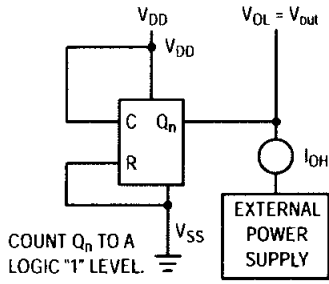 VDD
VDD
VOL = Vout
C
Qn
R
IOH
VSS
COUNT Qn TO A
LOGIC "1" LEVEL.
EXTERNAL
POWER
SUPPLY